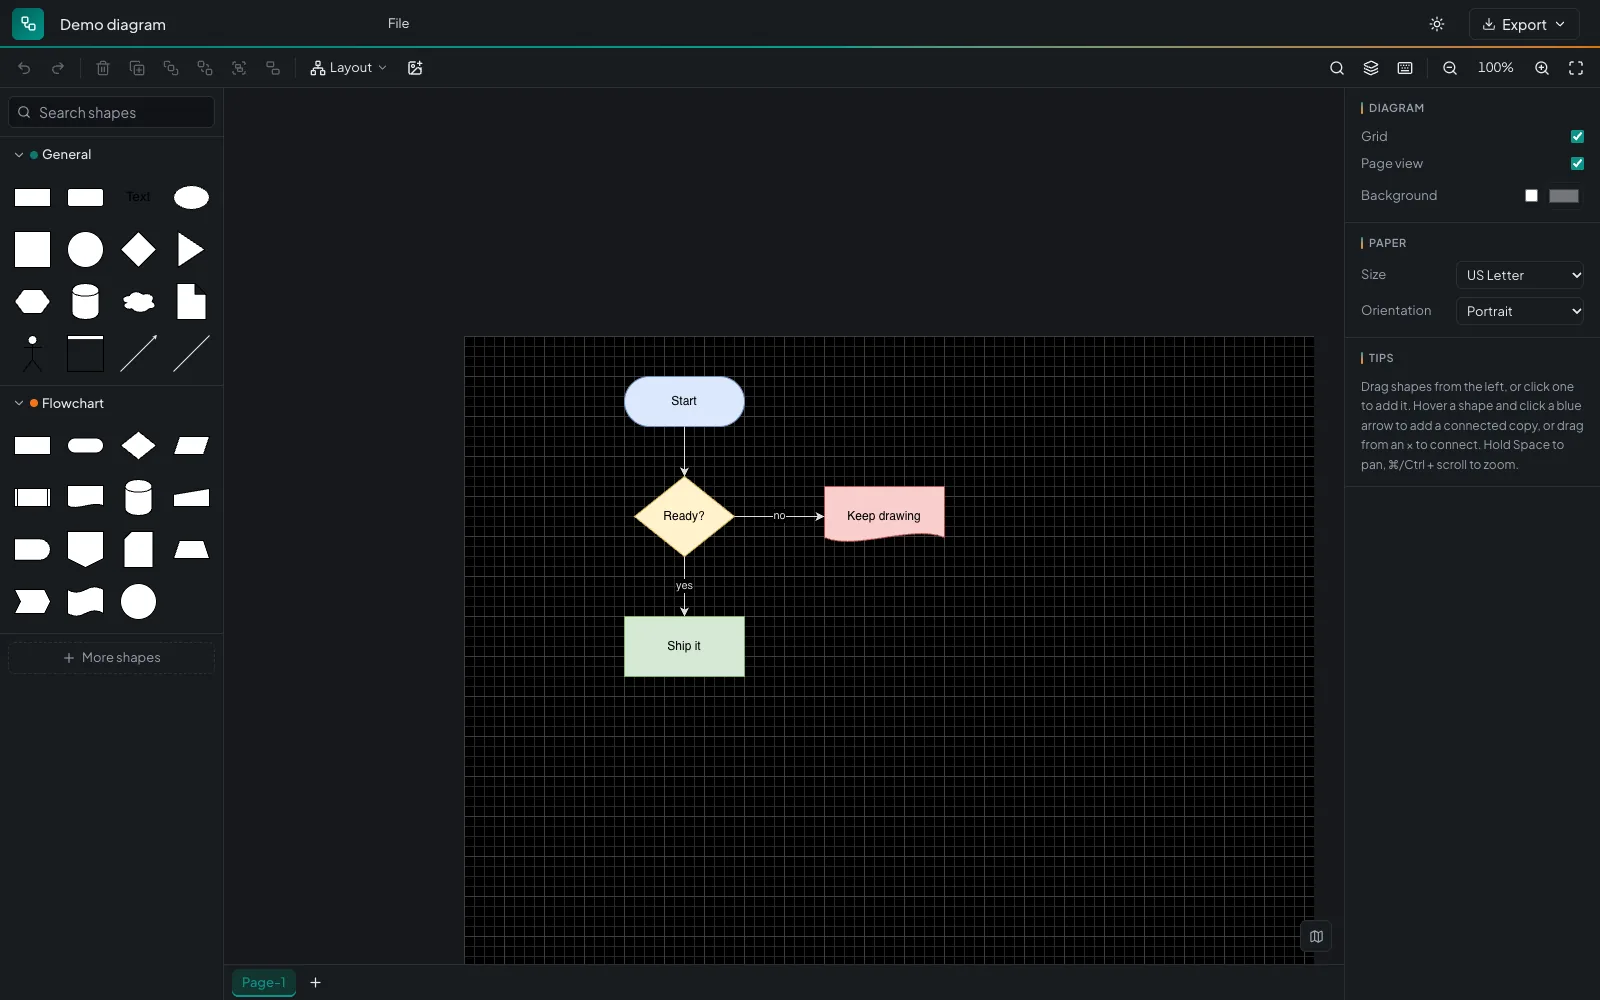 Demo diagram
File
Export
Layout
100%
Search shapes
General
Text
Flowchart
More shapes
Start
Ready?
no
Keep drawing
yes
Ship it
DIAGRAM
Grid
Page view
Background
PAPER
Size
US Letter
Orientation
Portrait
TIPS
Drag shapes from the left, or click one
to add it. Hover a shape and click a blue
arrow to add a connected copy, or drag
from an × to connect. Hold Space to
pan, ⌘/Ctrl + scroll to zoom.
Page-1